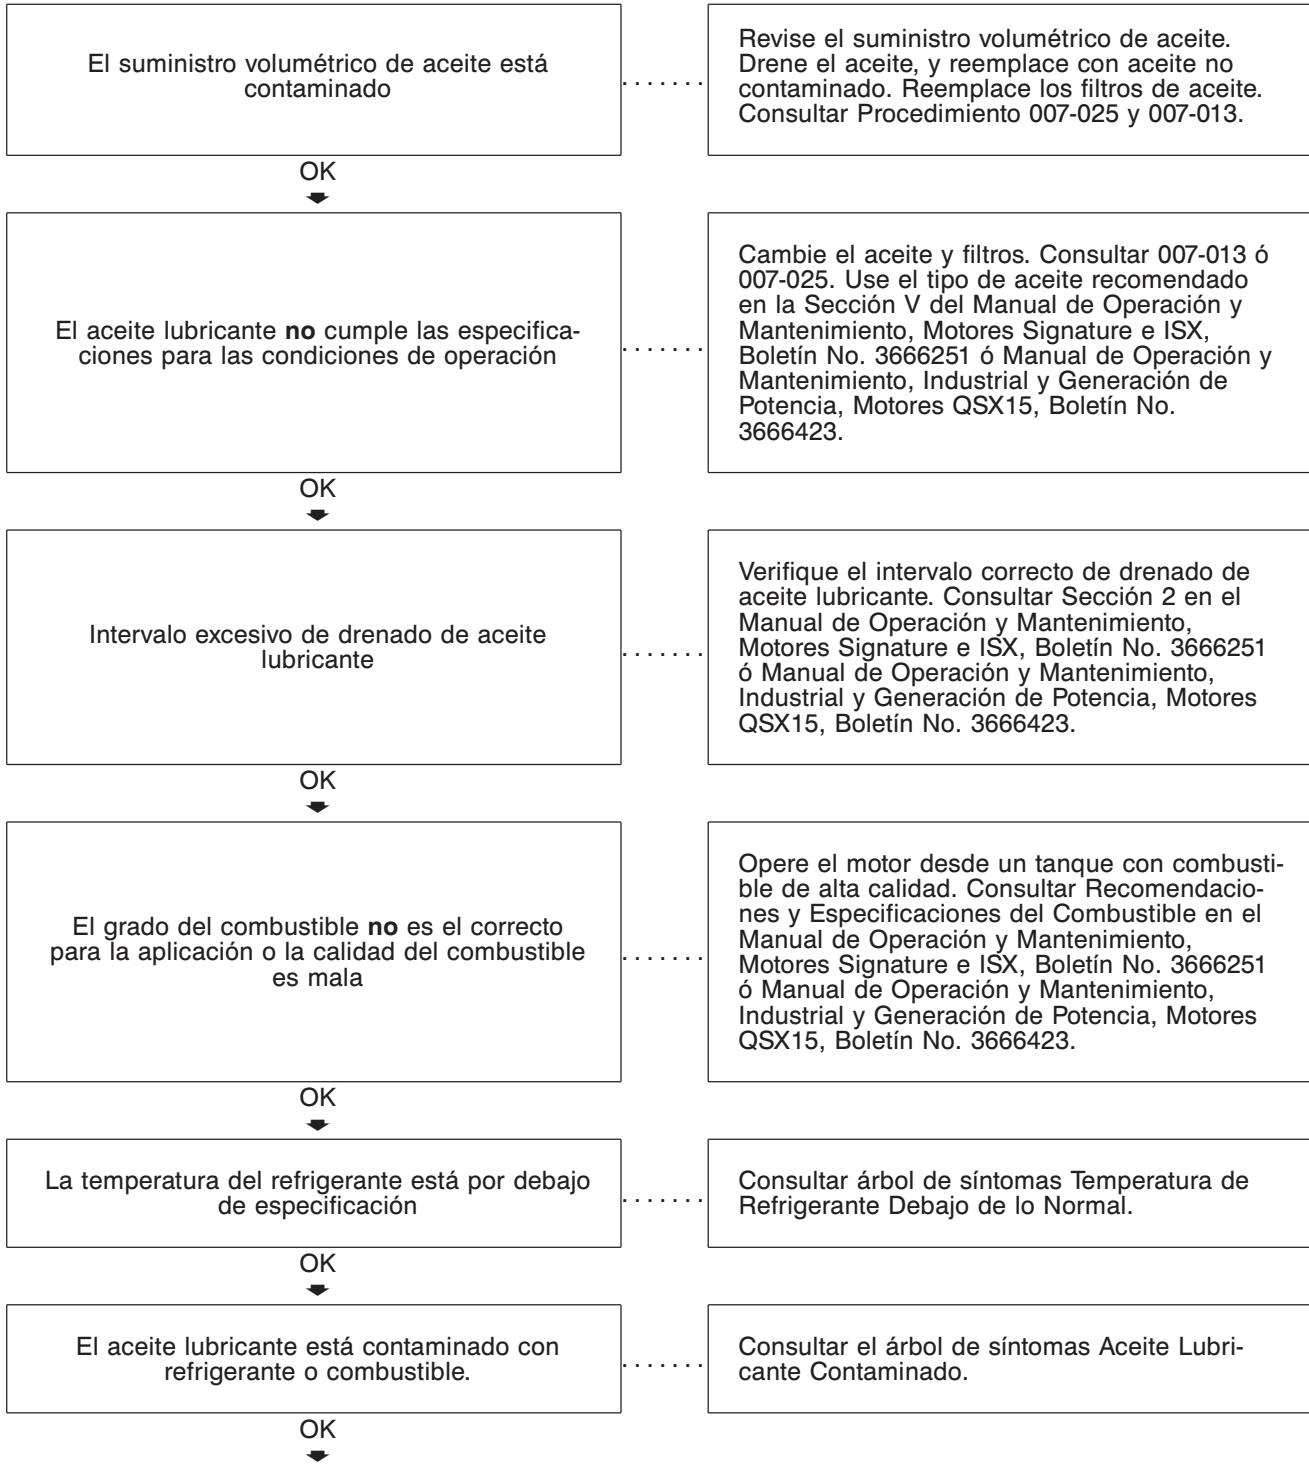 El suministro volumétrico de aceite está
contaminado
. . . . . . .
Revise el suministro volumétrico de aceite.
Drene el aceite, y reemplace con aceite no
contaminado. Reemplace los filtros de aceite.
Consultar Procedimiento 007-025 y 007-013.
OK
El aceite lubricante no cumple las especifica-
ciones para las condiciones de operación
. . . . . . .
Cambie el aceite y filtros. Consultar 007-013 ó
007-025. Use el tipo de aceite recomendado
en la Sección V del Manual de Operación y
Mantenimiento, Motores Signature e ISX,
Boletín No. 3666251 ó Manual de Operación y
Mantenimiento, Industrial y Generación de
Potencia, Motores QSX15, Boletín No.
3666423.
OK
Intervalo excesivo de drenado de aceite
lubricante
. . . . . . .
Verifique el intervalo correcto de drenado de
aceite lubricante. Consultar Sección 2 en el
Manual de Operación y Mantenimiento,
Motores Signature e ISX, Boletín No. 3666251
ó Manual de Operación y Mantenimiento,
Industrial y Generación de Potencia, Motores
QSX15, Boletín No. 3666423.
OK
El grado del combustible no es el correcto
para la aplicación o la calidad del combustible
es mala
. . . . . . .
Opere el motor desde un tanque con combusti-
ble de alta calidad. Consultar Recomendacio-
nes y Especificaciones del Combustible en el
Manual de Operación y Mantenimiento,
Motores Signature e ISX, Boletín No. 3666251
ó Manual de Operación y Mantenimiento,
Industrial y Generación de Potencia, Motores
QSX15, Boletín No. 3666423.
OK
La temperatura del refrigerante está por debajo
de especificación
. . . . . . .
Consultar árbol de síntomas Temperatura de
Refrigerante Debajo de lo Normal.
OK
El aceite lubricante está contaminado con
refrigerante o combustible.
. . . . . . .
Consultar el árbol de síntomas Aceite Lubri-
cante Contaminado.
OK